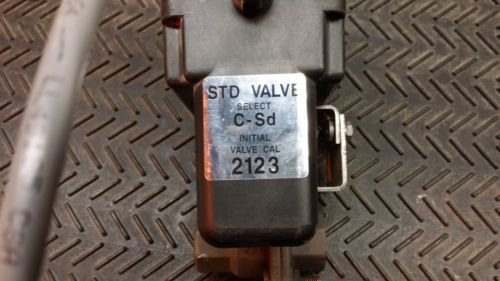 STD VALVE
SELECT
C-Sd
INITIAL
VALVE CAL
2123